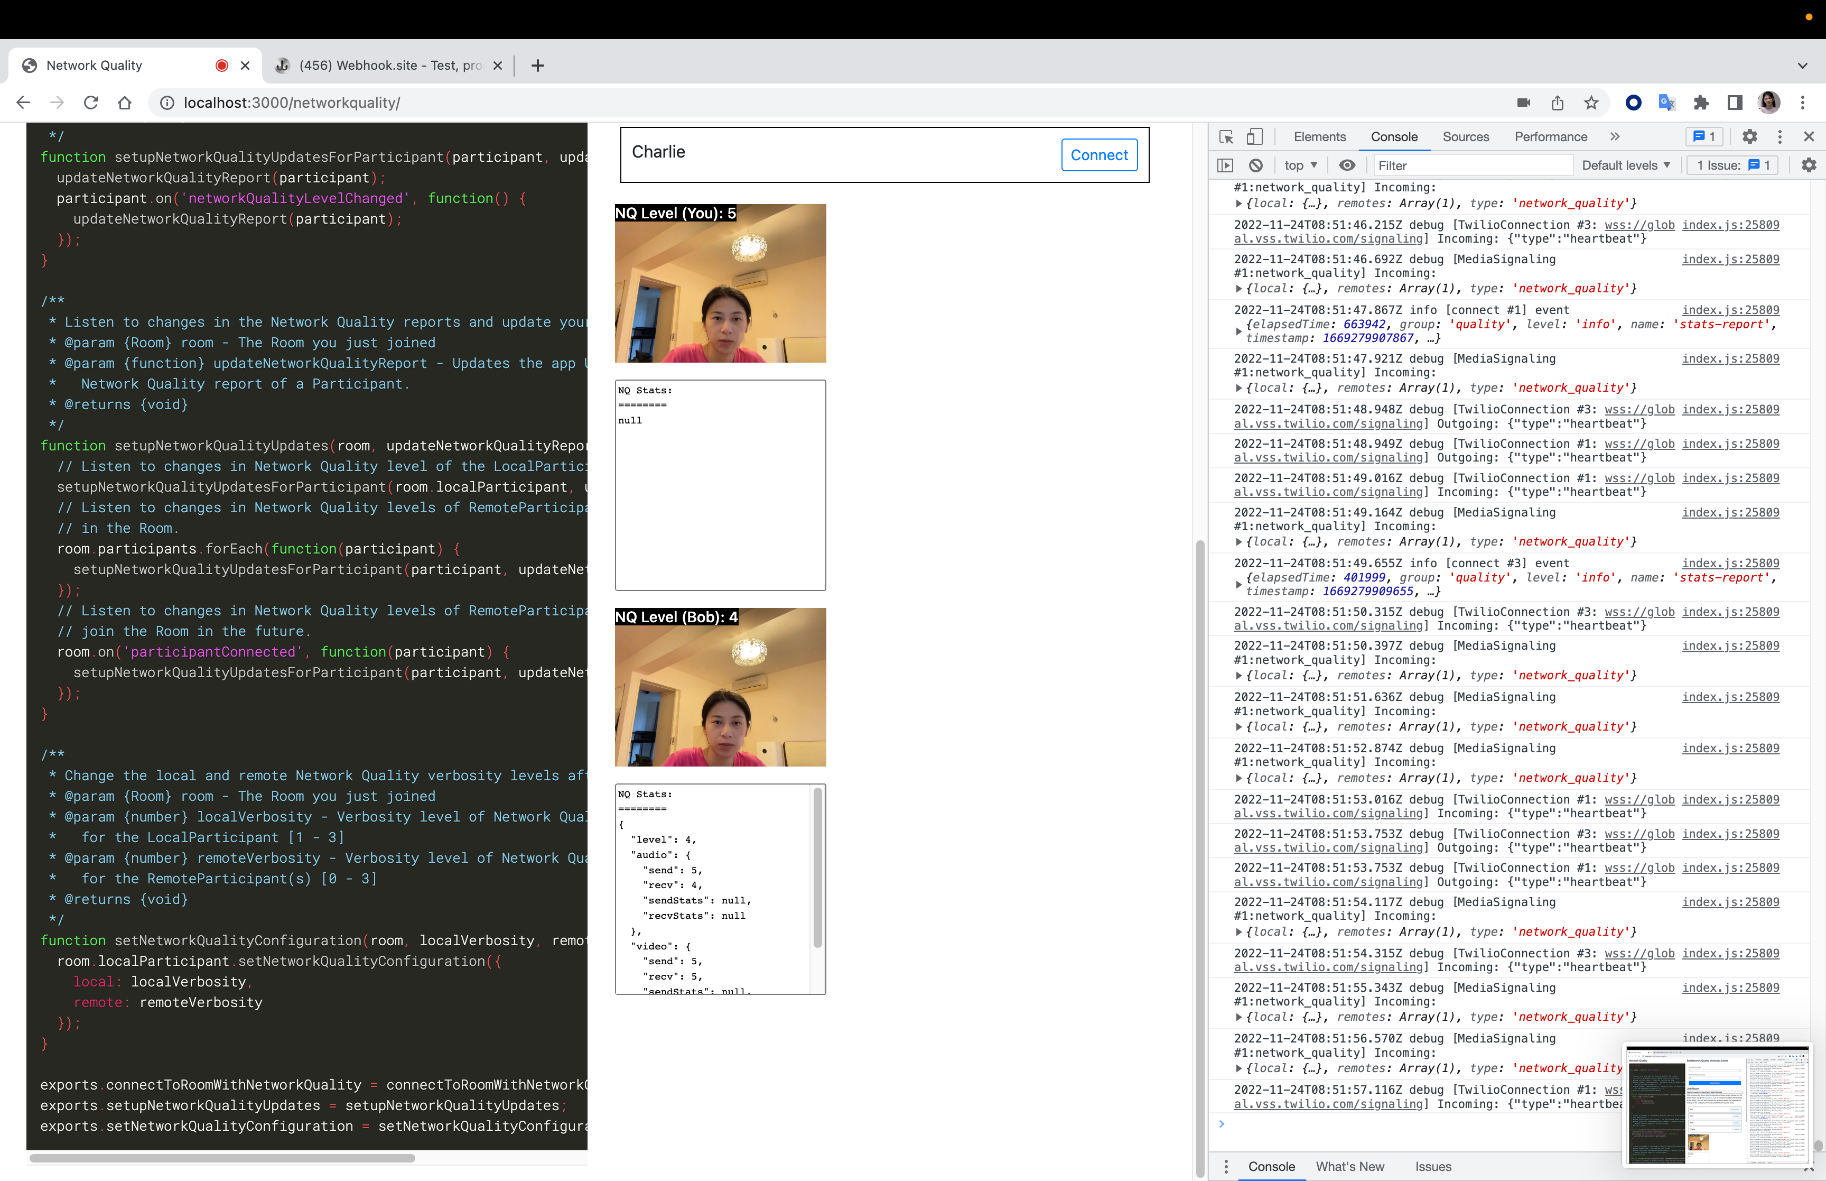 Network Quality
(456) Webhook.site - Test, pro
localhost:3000/networkquality/
*/
function setupNetworkQualityUpdatesForParticipant(participant, upda
updateNetworkQualityReport(participant);
participant.on('networkQualityLevelChanged', function() {
updateNetworkQualityReport(participant);
});
}
/**
* Listen to changes in the Network Quality reports and update your
* @param {Room} room - The Room you just joined
* @param {function} updateNetworkQualityReport - Updates the app U
*   Network Quality report of a Participant.
* @returns {void}
*/
function setupNetworkQualityUpdates(room, updateNetworkQualityRepor
// Listen to changes in Network Quality level of the LocalPartici
setupNetworkQualityUpdatesForParticipant(room.localParticipant, u
// Listen to changes in Network Quality levels of RemoteParticipa
// in the Room.
room.participants.forEach(function(participant) {
setupNetworkQualityUpdatesForParticipant(participant, updateNet
});
// Listen to changes in Network Quality levels of RemoteParticipa
// join the Room in the future.
room.on('participantConnected', function(participant) {
setupNetworkQualityUpdatesForParticipant(participant, updateNet
});
}
/**
* Change the local and remote Network Quality verbosity levels aft
* @param {Room} room - The Room you just joined
* @param {number} localVerbosity - Verbosity level of Network Qual
*   for the LocalParticipant [1 - 3]
* @param {number} remoteVerbosity - Verbosity level of Network Qua
*   for the RemoteParticipant(s) [0 - 3]
* @returns {void}
*/
function setNetworkQualityConfiguration(room, localVerbosity, remot
room.localParticipant.setNetworkQualityConfiguration({
local: localVerbosity,
remote: remoteVerbosity
});
}
exports.connectToRoomWithNetworkQuality = connectToRoomWithNetworkQ
exports.setupNetworkQualityUpdates = setupNetworkQualityUpdates;
exports.setNetworkQualityConfiguration = setNetworkQualityConfigura
Charlie
Connect
NQ Level (You): 5
NQ Stats:
========
null
NQ Level (Bob): 4
NQ Stats:
========
{
"level": 4,
"audio": {
"send": 5,
"recv": 4,
"sendStats": null,
"recvStats": null
},
"video": {
"send": 5,
"recv": 5,
"sendStats": null,
Elements Console Sources Performance » 1
top Filter Default levels 1 Issue: 1
#1:network_quality] Incoming:
{local: {…}, remotes: Array(1), type: 'network_quality'}
2022-11-24T08:51:46.215Z debug [TwilioConnection #3: wss://glob index.js:25809
al.vss.twilio.com/signaling] Incoming: {"type":"heartbeat"}
2022-11-24T08:51:46.692Z debug [MediaSignaling index.js:25809
#1:network_quality] Incoming:
{local: {…}, remotes: Array(1), type: 'network_quality'}
2022-11-24T08:51:47.867Z info [connect #1] event index.js:25809
{elapsedTime: 663942, group: 'quality', level: 'info', name: 'stats-report',
timestamp: 1669279907867, …}
2022-11-24T08:51:47.921Z debug [MediaSignaling index.js:25809
#1:network_quality] Incoming:
{local: {…}, remotes: Array(1), type: 'network_quality'}
2022-11-24T08:51:48.948Z debug [TwilioConnection #3: wss://glob index.js:25809
al.vss.twilio.com/signaling] Outgoing: {"type":"heartbeat"}
2022-11-24T08:51:48.949Z debug [TwilioConnection #1: wss://glob index.js:25809
al.vss.twilio.com/signaling] Outgoing: {"type":"heartbeat"}
2022-11-24T08:51:49.016Z debug [TwilioConnection #1: wss://glob index.js:25809
al.vss.twilio.com/signaling] Incoming: {"type":"heartbeat"}
2022-11-24T08:51:49.164Z debug [MediaSignaling index.js:25809
#1:network_quality] Incoming:
{local: {…}, remotes: Array(1), type: 'network_quality'}
2022-11-24T08:51:49.655Z info [connect #3] event index.js:25809
{elapsedTime: 401999, group: 'quality', level: 'info', name: 'stats-report',
timestamp: 1669279909655, …}
2022-11-24T08:51:50.315Z debug [TwilioConnection #3: wss://glob index.js:25809
al.vss.twilio.com/signaling] Incoming: {"type":"heartbeat"}
2022-11-24T08:51:50.397Z debug [MediaSignaling index.js:25809
#1:network_quality] Incoming:
{local: {…}, remotes: Array(1), type: 'network_quality'}
2022-11-24T08:51:51.636Z debug [MediaSignaling index.js:25809
#1:network_quality] Incoming:
{local: {…}, remotes: Array(1), type: 'network_quality'}
2022-11-24T08:51:52.874Z debug [MediaSignaling index.js:25809
#1:network_quality] Incoming:
{local: {…}, remotes: Array(1), type: 'network_quality'}
2022-11-24T08:51:53.016Z debug [TwilioConnection #1: wss://glob index.js:25809
al.vss.twilio.com/signaling] Incoming: {"type":"heartbeat"}
2022-11-24T08:51:53.753Z debug [TwilioConnection #3: wss://glob index.js:25809
al.vss.twilio.com/signaling] Outgoing: {"type":"heartbeat"}
2022-11-24T08:51:53.753Z debug [TwilioConnection #1: wss://glob index.js:25809
al.vss.twilio.com/signaling] Outgoing: {"type":"heartbeat"}
2022-11-24T08:51:54.117Z debug [MediaSignaling index.js:25809
#1:network_quality] Incoming:
{local: {…}, remotes: Array(1), type: 'network_quality'}
2022-11-24T08:51:54.315Z debug [TwilioConnection #3: wss://glob index.js:25809
al.vss.twilio.com/signaling] Incoming: {"type":"heartbeat"}
2022-11-24T08:51:55.343Z debug [MediaSignaling index.js:25809
#1:network_quality] Incoming:
{local: {…}, remotes: Array(1), type: 'network_quality'}
2022-11-24T08:51:56.570Z debug [MediaSignaling index.js:25809
#1:network_quality] Incoming:
{local: {…}, remotes: Array(1), type: 'network_quality
2022-11-24T08:51:57.116Z debug [TwilioConnection #1: wss
al.vss.twilio.com/signaling] Incoming: {"type":"heartbea
Console What's New Issues